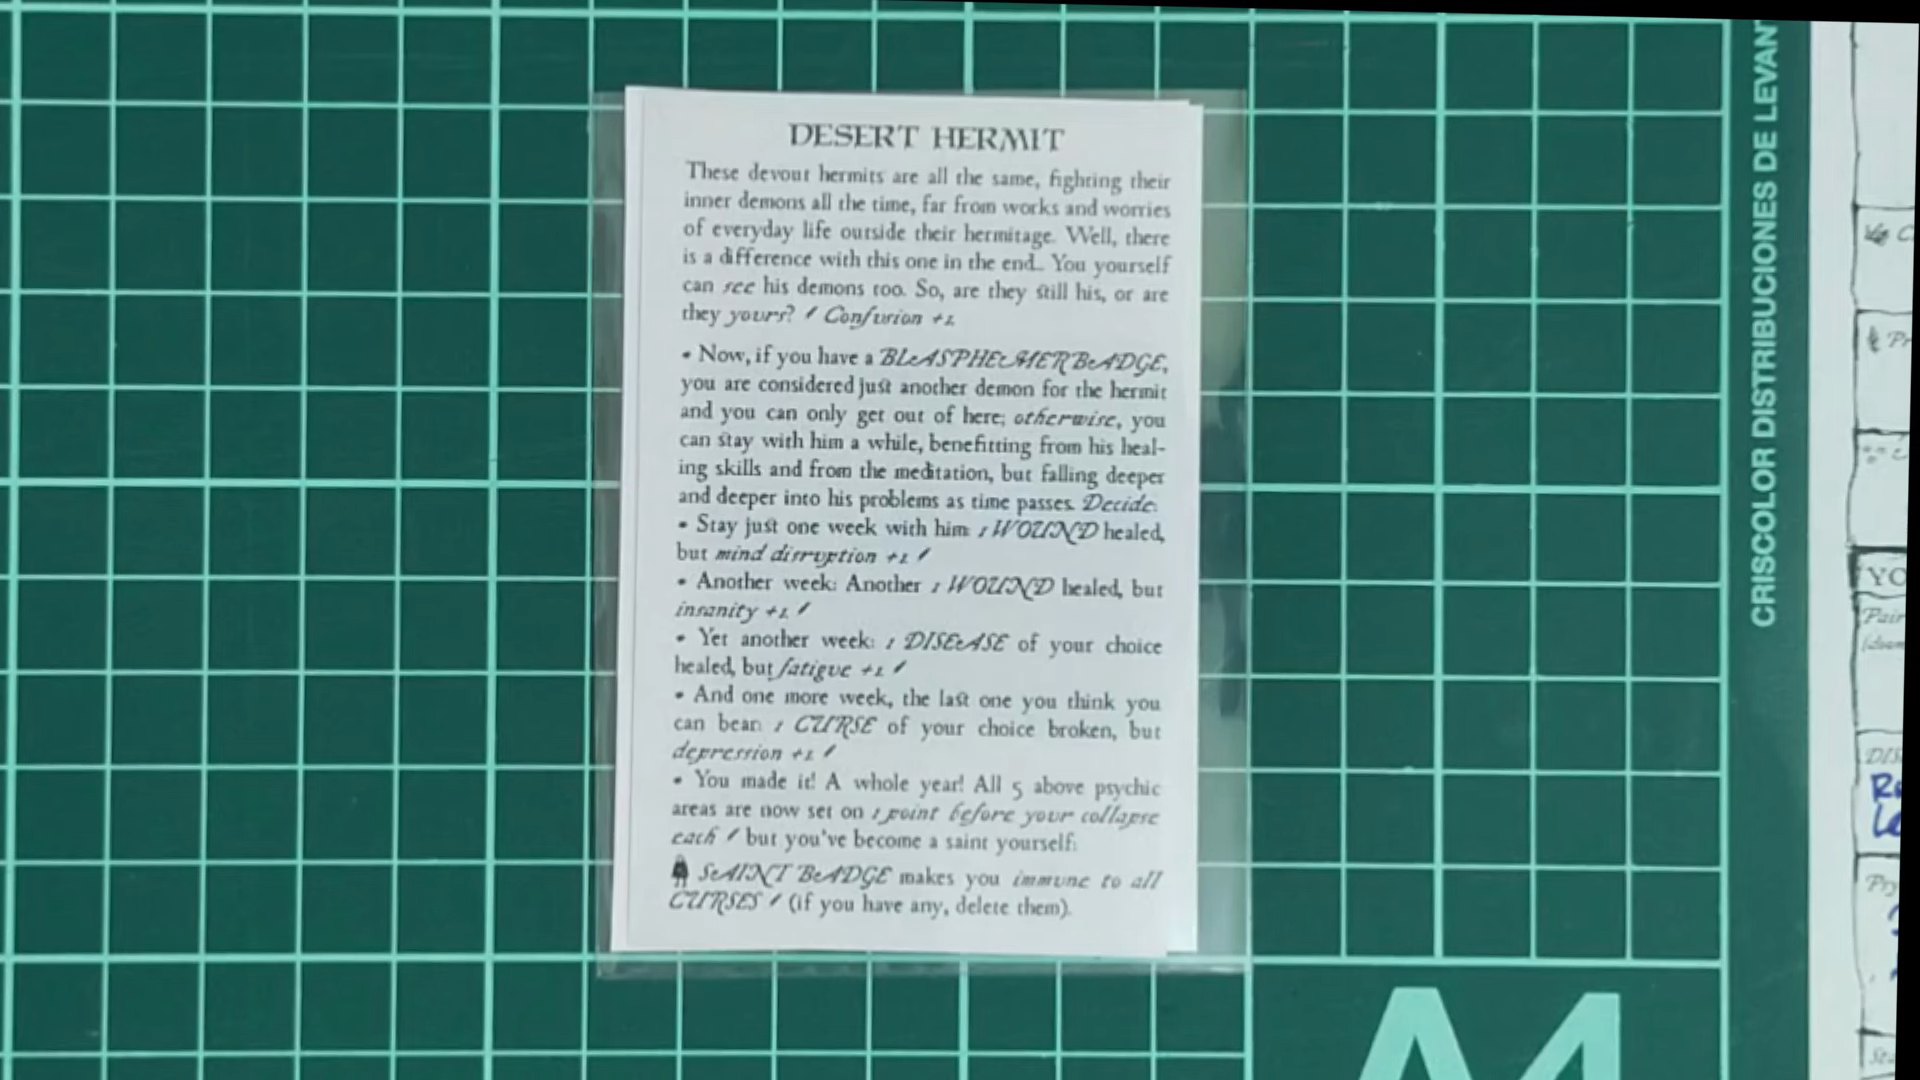 DESERT HERMIT
These devout hermits are all the same, fighting their
inner demons all the time, far from works and worries
of everyday life outside their hermitage. Well, there
is a difference with this one in the end... You yourself
can see his demons too. So, are they still his, or are
they yours? / Confusion +1.
• Now, if you have a BLASPHEMER BADGE,
you are considered just another demon for the hermit
and you can only get out of here; otherwise, you
can stay with him a while, benefitting from his heal-
ing skills and from the meditation, but falling deeper
and deeper into his problems as time passes. Decide:
• Stay just one week with him: 1 WOUND healed,
but mind disruption +1 /
• Another week: Another 1 WOUND healed, but
insanity +1. /
• Yet another week: 1 DISEASE of your choice
healed, but fatigue +1 /
• And one more week, the last one you think you
can bear: 1 CURSE of your choice broken, but
depression +1 /
• You made it! A whole year! All 5 above psychic
areas are now set on 1 point before your collapse
each / but you've become a saint yourself:
SAINT BADGE makes you immune to all
CURSES / (if you have any, delete them).
CRISCOLOR DISTRIBUCIONES DE LEVANT
A4
YO